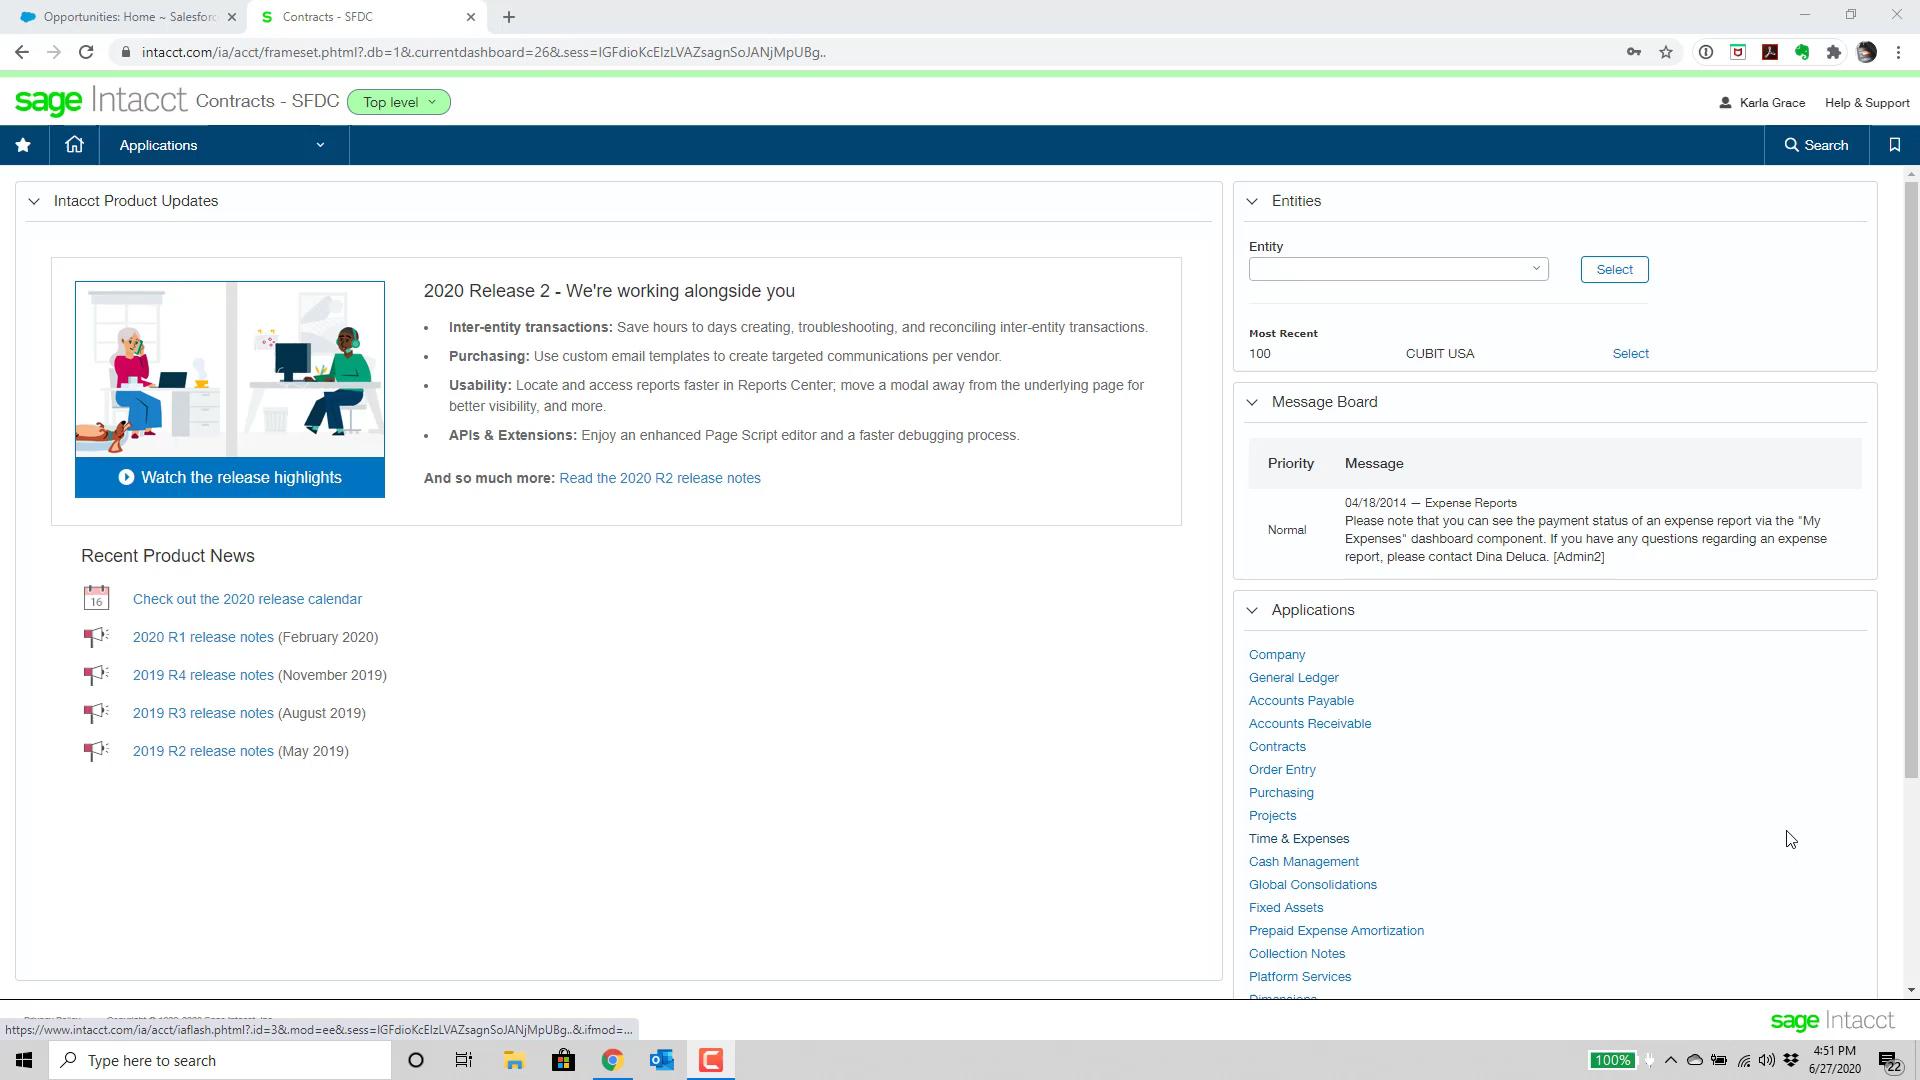 Opportunities: Home ~ Salesforc
Contracts - SFDC
intacct.com/ia/acct/frameset.phtml?.db=1&.currentdashboard=26&.sess=IGFdioKcEIzLVAZsagnSoJANjMpUBg..
sage Intacct Contracts - SFDC Top level
Karla Grace Help & Support
Applications
Search
Intacct Product Updates
2020 Release 2 - We're working alongside you
• Inter-entity transactions: Save hours to days creating, troubleshooting, and reconciling inter-entity transactions.
• Purchasing: Use custom email templates to create targeted communications per vendor.
• Usability: Locate and access reports faster in Reports Center; move a modal away from the underlying page for
better visibility, and more.
• APIs & Extensions: Enjoy an enhanced Page Script editor and a faster debugging process.
Watch the release highlights
And so much more: Read the 2020 R2 release notes
Recent Product News
16
Check out the 2020 release calendar
2020 R1 release notes (February 2020)
2019 R4 release notes (November 2019)
2019 R3 release notes (August 2019)
2019 R2 release notes (May 2019)
Entities
Entity
Select
Most Recent
100 CUBIT USA Select
Message Board
Priority Message
04/18/2014 — Expense Reports
Normal
Please note that you can see the payment status of an expense report via the "My
Expenses" dashboard component. If you have any questions regarding an expense
report, please contact Dina Deluca. [Admin2]
Applications
Company
General Ledger
Accounts Payable
Accounts Receivable
Contracts
Order Entry
Purchasing
Projects
Time & Expenses
Cash Management
Global Consolidations
Fixed Assets
Prepaid Expense Amortization
Collection Notes
Platform Services
Dimensions
https://www.intacct.com/ia/acct/iaflash.phtml?.id=3&.mod=ee&.sess=IGFdioKcEIzLVAZsagnSoJANjMpUBg..&.ifmod=...
sage Intacct
Type here to search
100%
4:51 PM
6/27/2020
22